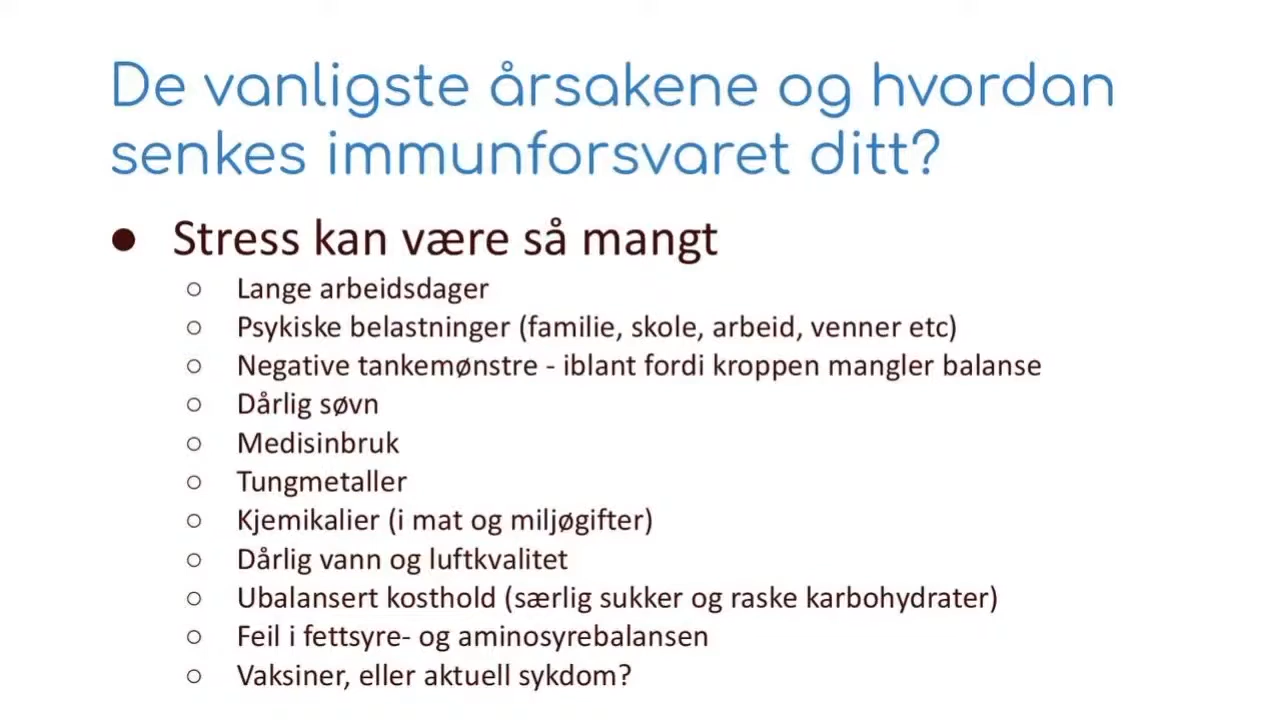 De vanligste årsakene og hvordan
senkes immunforsvaret ditt?
● Stress kan være så mangt
○ Lange arbeidsdager
○ Psykiske belastninger (familie, skole, arbeid, venner etc)
○ Negative tankemønstre - iblant fordi kroppen mangler balanse
○ Dårlig søvn
○ Medisinbruk
○ Tungmetaller
○ Kjemikalier (i mat og miljøgifter)
○ Dårlig vann og luftkvalitet
○ Ubalansert kosthold (særlig sukker og raske karbohydrater)
○ Feil i fettsyre- og aminosyrebalansen
○ Vaksiner, eller aktuell sykdom?